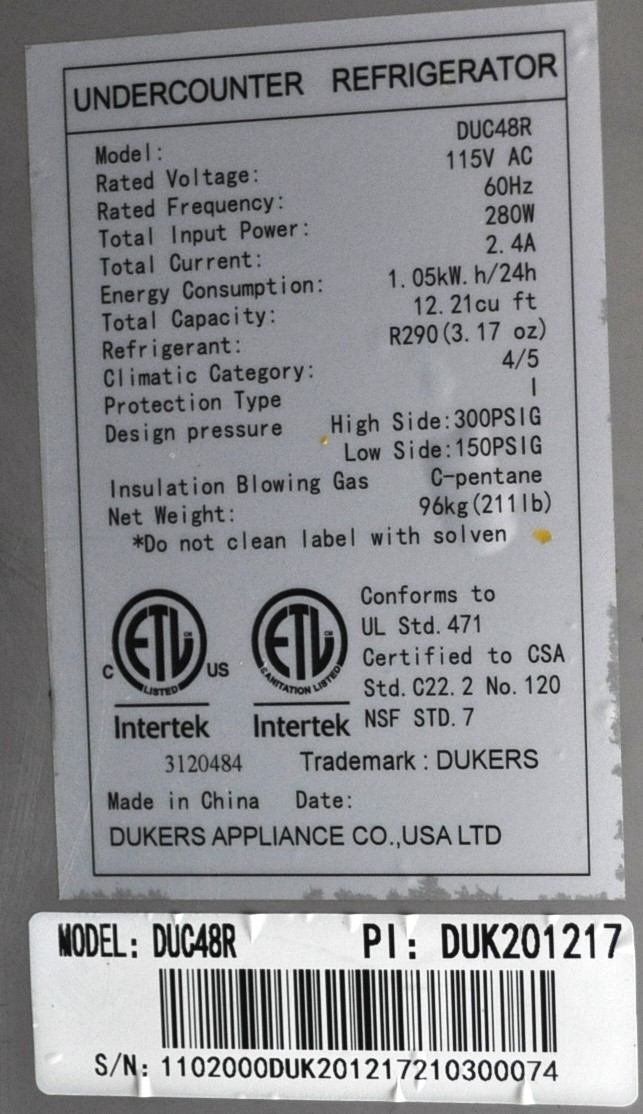 UNDERCOUNTER REFRIGERATOR
Model: DUC48R
Rated Voltage: 115V AC
Rated Frequency: 60Hz
Total Input Power: 280W
Total Current: 2.4A
Energy Consumption: 1.05kW.h/24h
Total Capacity: 12.21cu ft
Refrigerant: R290(3.17 oz)
Climatic Category: 4/5
Protection Type I
Design pressure High Side:300PSIG
Low Side:150PSIG
Insulation Blowing Gas C-pentane
Net Weight: 96kg(211lb)
*Do not clean label with solven
C ETL CM LISTED US
Intertek
3120484
ETL CM SANITATION LISTED
Intertek
Conforms to
UL Std.471
Certified to CSA
Std.C22.2 No.120
NSF STD.7
Trademark : DUKERS
Made in China Date:
DUKERS APPLIANCE CO.,USA LTD
MODEL: DUC48R PI: DUK201217
S/N: 1102000DUK201217210300074